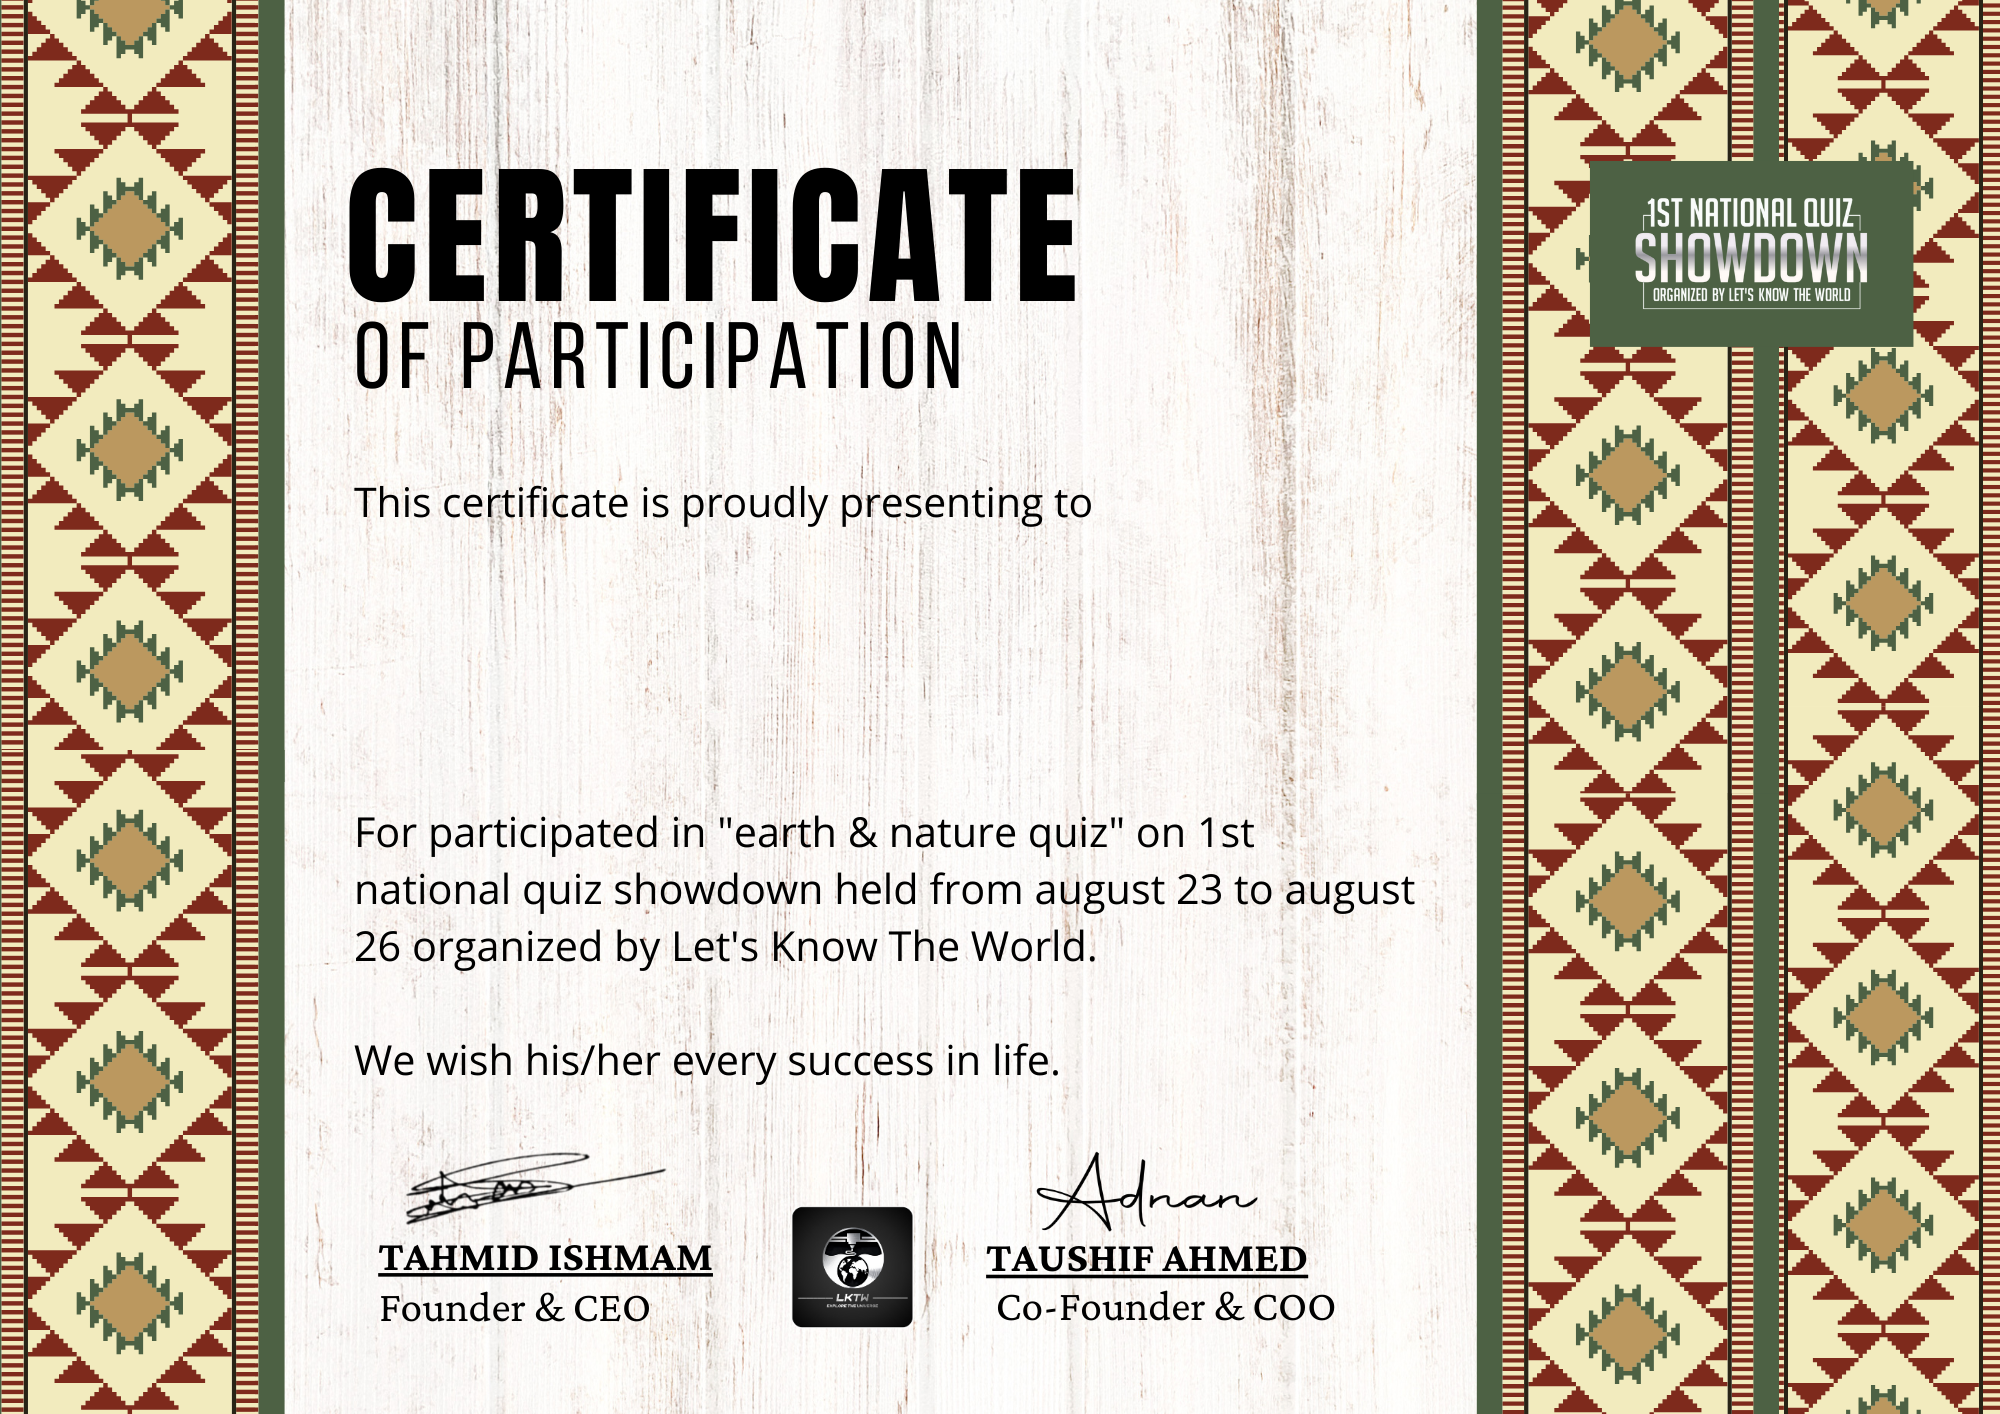 CERTIFICATE
OF PARTICIPATION
1ST NATIONAL QUIZ
SHOWDOWN
ORGANIZED BY LET'S KNOW THE WORLD
This certificate is proudly presenting to
For participated in "earth & nature quiz" on 1st
national quiz showdown held from august 23 to august
26 organized by Let's Know The World.
We wish his/her every success in life.
Adnan
TAHMID ISHMAM
Founder & CEO
LKTW
EXPLORE THE UNIVERSE
TAUSHIF AHMED
Co-Founder & COO